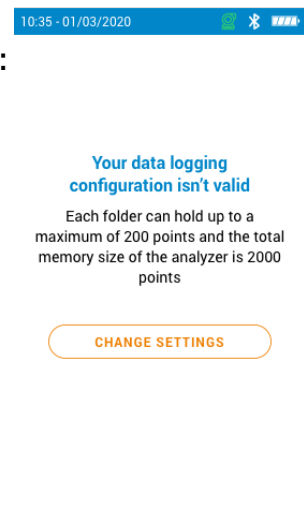 10:35 - 01/03/2020
:
Your data logging
configuration isn't valid
Each folder can hold up to a
maximum of 200 points and the total
memory size of the analyzer is 2000
points
CHANGE SETTINGS